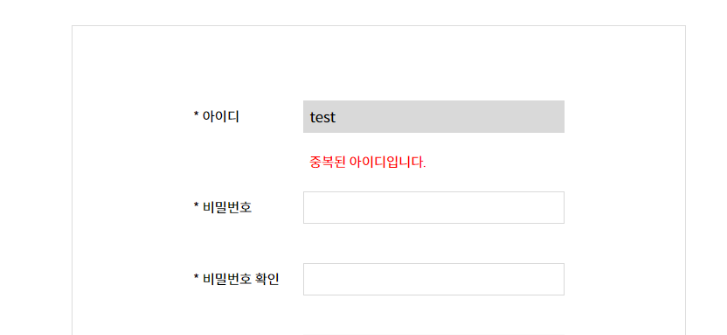 * 아이디
test
중복된 아이디입니다.
* 비밀번호
* 비밀번호 확인